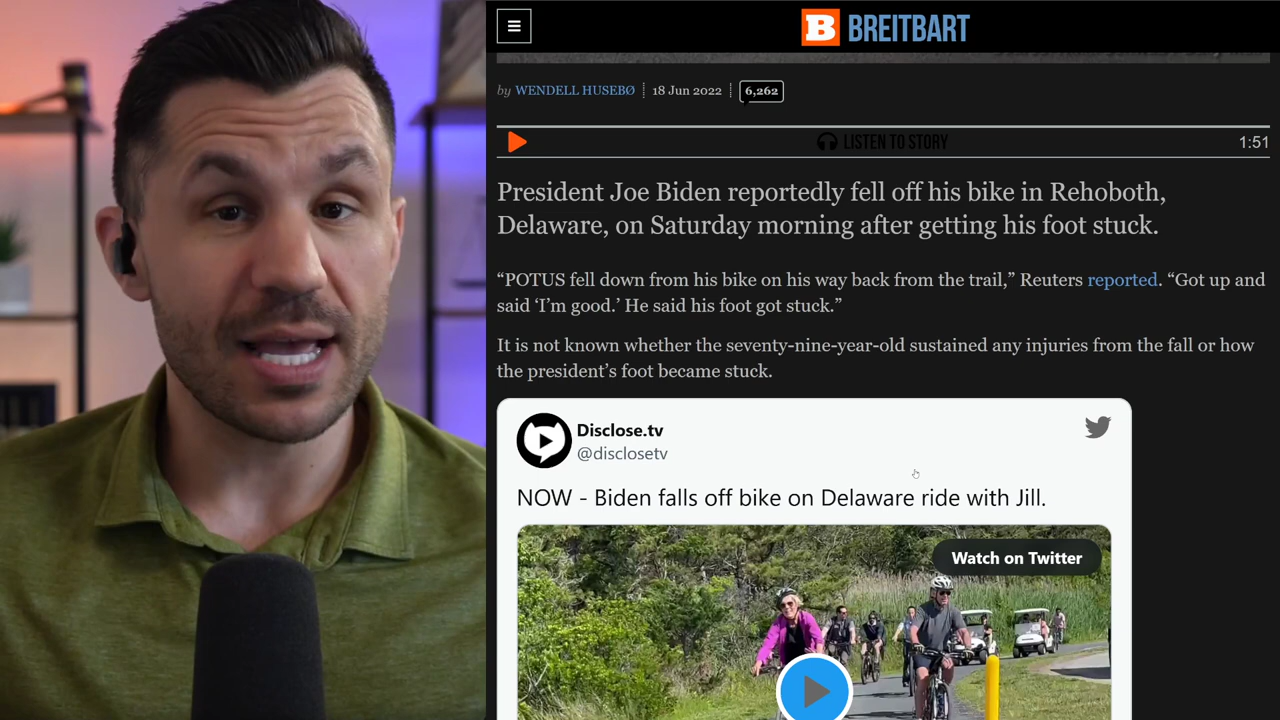 BREITBART
by WENDELL HUSEBØ 18 Jun 2022 6,262
LISTEN TO STORY 1:51
President Joe Biden reportedly fell off his bike in Rehoboth,
Delaware, on Saturday morning after getting his foot stuck.
“POTUS fell down from his bike on his way back from the trail,” Reuters reported. “Got up and
said ‘I’m good.’ He said his foot got stuck.”
It is not known whether the seventy-nine-year-old sustained any injuries from the fall or how
the president’s foot became stuck.
Disclose.tv
@disclosetv
NOW - Biden falls off bike on Delaware ride with Jill.
Watch on Twitter